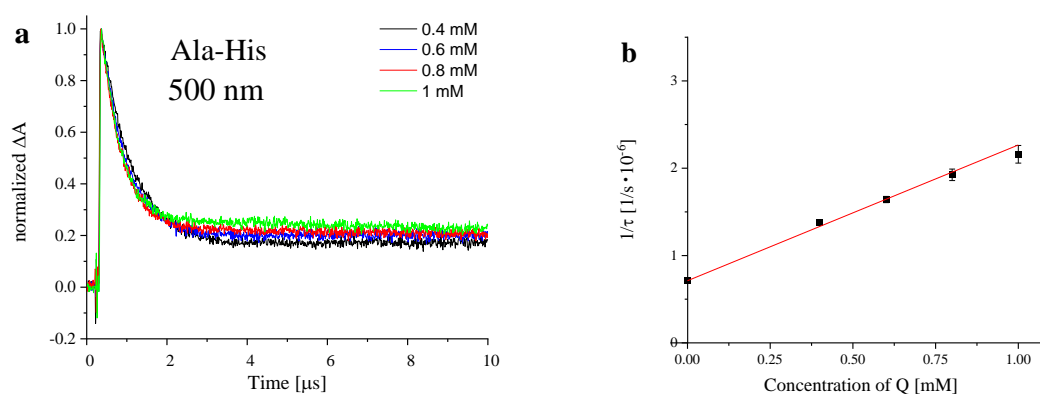 a
Ala-His
500 nm
0.4 mM
0.6 mM
0.8 mM
1 mM
1.0
0.8
0.6
0.4
0.2
0.0
-0.2
normalized ΔA
0 2 4 6 8 10
Time [μs]
b
3
2
1
0
1/τ [1/s·10⁻⁶]
0.00 0.25 0.50 0.75 1.00
Concentration of Q [mM]